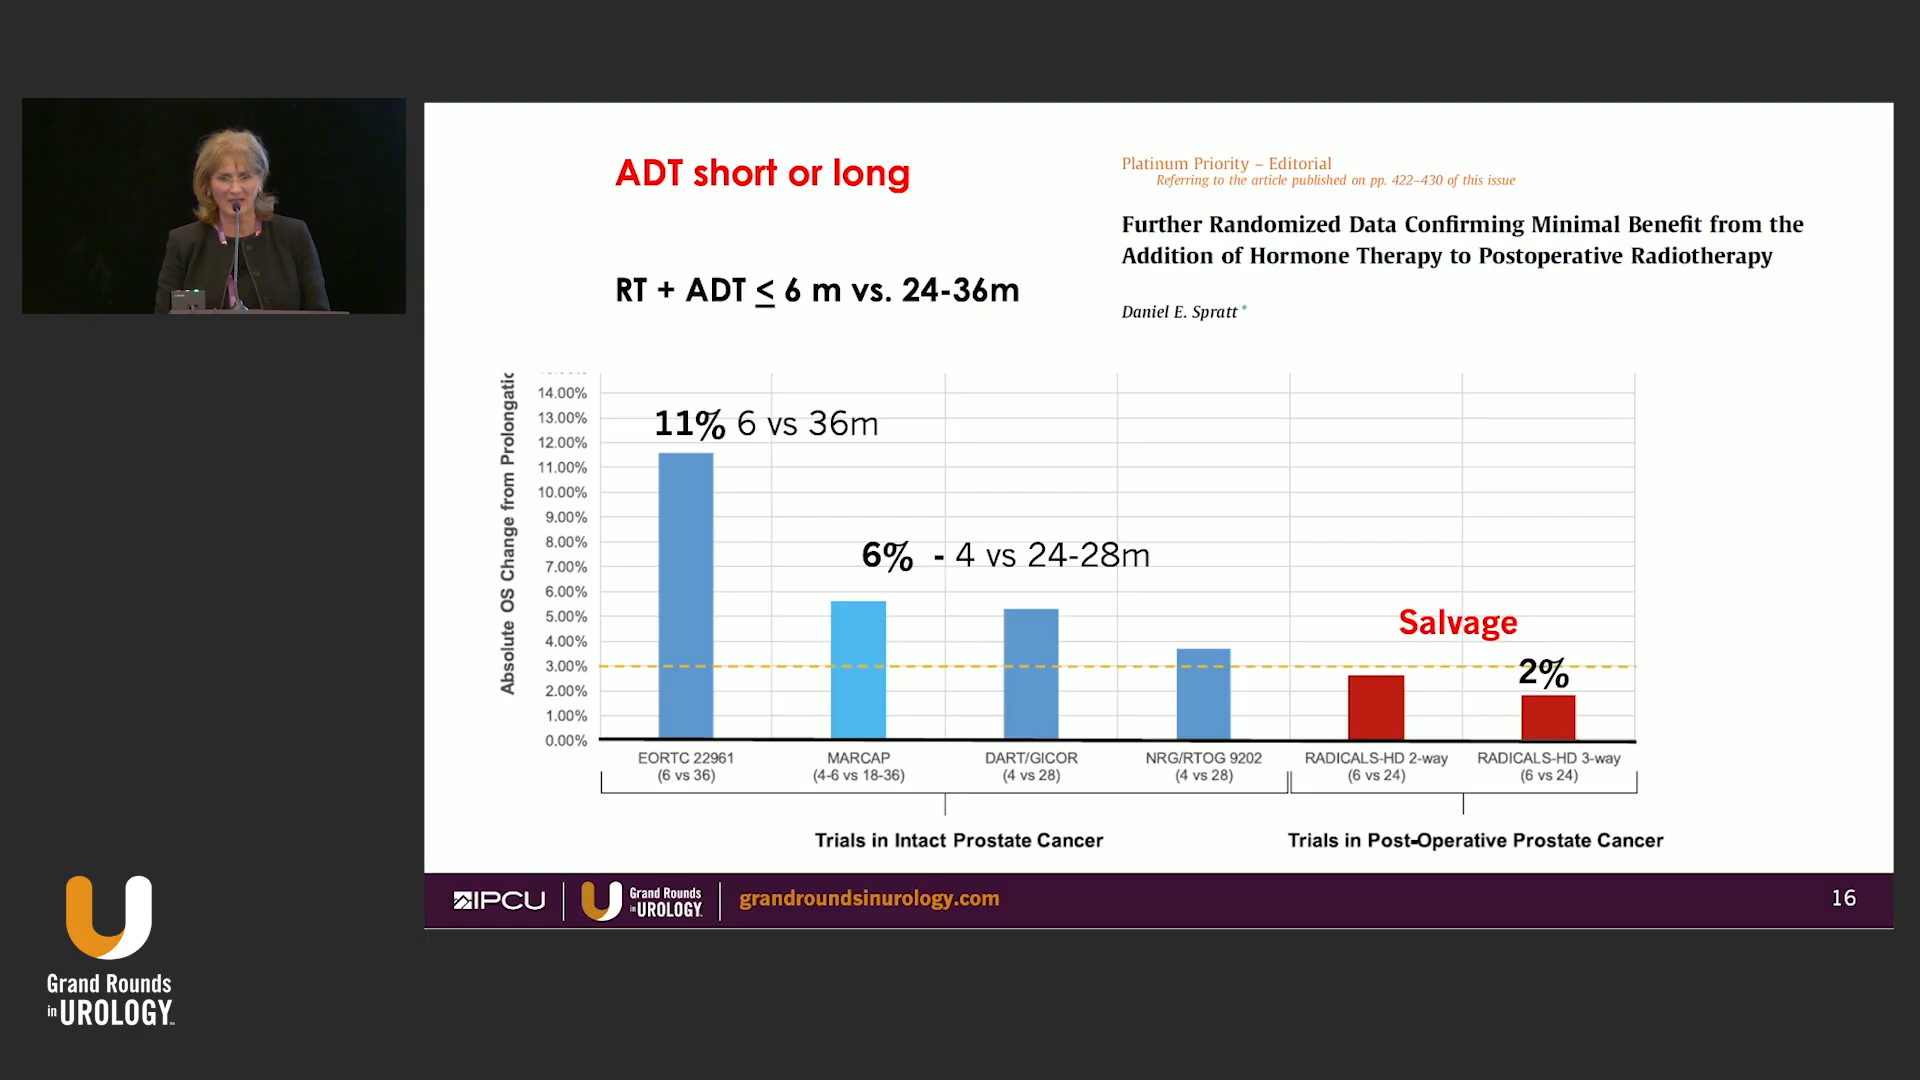 ADT short or long
RT + ADT ≤ 6 m vs. 24-36m
Platinum Priority – Editorial
Referring to the article published on pp. 422–430 of this issue
Further Randomized Data Confirming Minimal Benefit from the
Addition of Hormone Therapy to Postoperative Radiotherapy
Daniel E. Spratt *
Absolute OS Change from
14.00%
13.00%
12.00%
11.00%
10.00%
9.00%
8.00%
7.00%
6.00%
5.00%
4.00%
3.00%
2.00%
1.00%
0.00%
11% 6 vs 36m
6% - 4 vs 24-28m
Salvage
2%
EORTC 22961
(6 vs 36)
MARCAP
(4-6 vs 18-36)
DART/GICOR
(4 vs 28)
NRG/RTOG 9202
(4 vs 28)
RADICALS-HD 2-way
(6 vs 24)
RADICALS-HD 3-way
(6 vs 24)
Trials in Intact Prostate Cancer
Trials in Post-Operative Prostate Cancer
IPCU
Grand Rounds
in UROLOGY
grandroundsinurology.com
16
Grand Rounds
in UROLOGY™